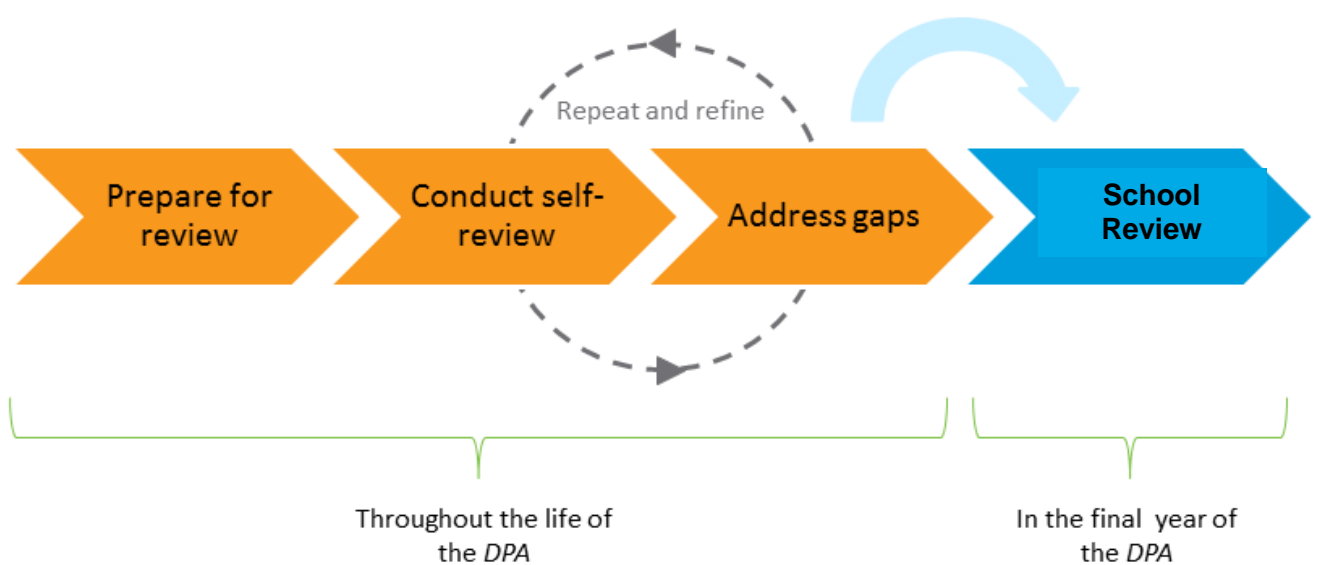 Repeat and refine
Prepare for
review
Conduct self-
review
Address gaps
School
Review
Throughout the life of
the DPA
In the final year of
the DPA